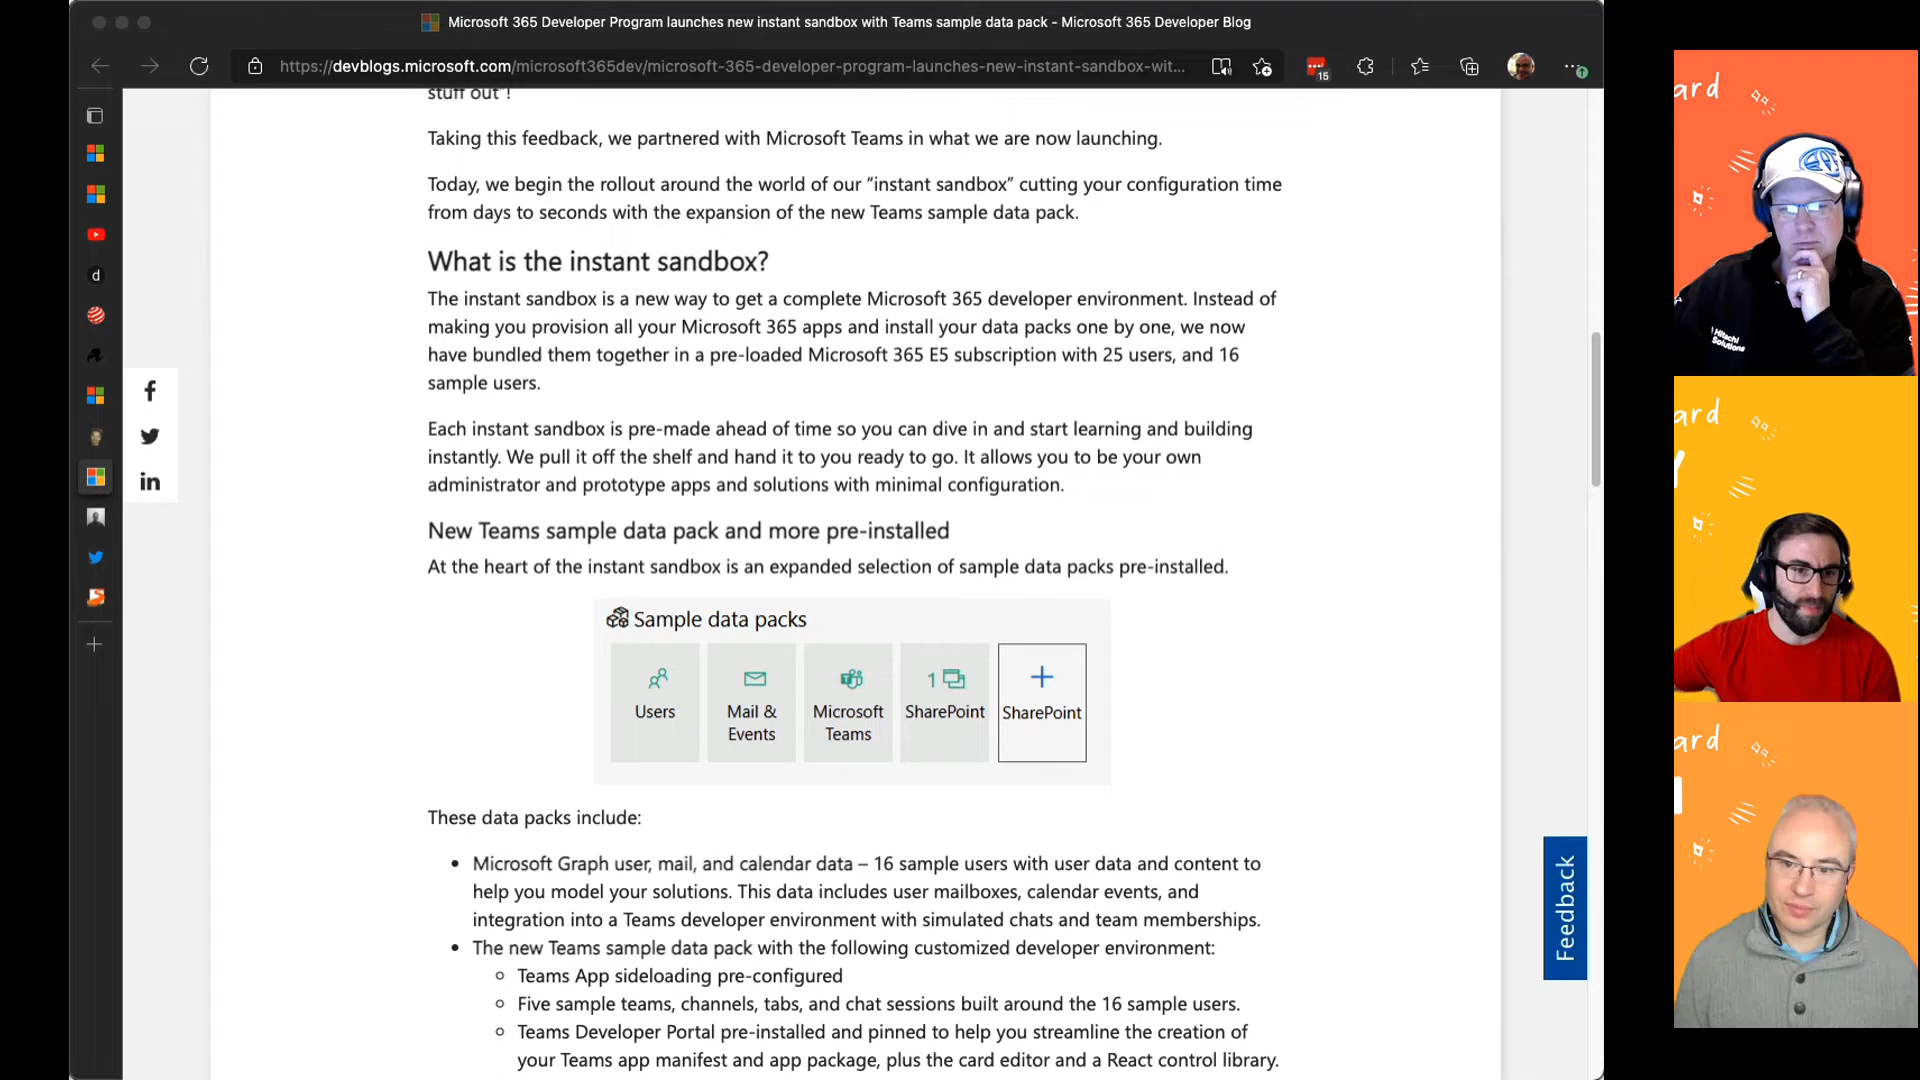 Microsoft 365 Developer Program launches new instant sandbox with Teams sample data pack - Microsoft 365 Developer Blog
https://devblogs.microsoft.com/microsoft365dev/microsoft-365-developer-program-launches-new-instant-sandbox-wit...
15
stuff out"!
Taking this feedback, we partnered with Microsoft Teams in what we are now launching.
Today, we begin the rollout around the world of our “instant sandbox” cutting your configuration time
from days to seconds with the expansion of the new Teams sample data pack.
What is the instant sandbox?
The instant sandbox is a new way to get a complete Microsoft 365 developer environment. Instead of
making you provision all your Microsoft 365 apps and install your data packs one by one, we now
have bundled them together in a pre-loaded Microsoft 365 E5 subscription with 25 users, and 16
sample users.
Each instant sandbox is pre-made ahead of time so you can dive in and start learning and building
instantly. We pull it off the shelf and hand it to you ready to go. It allows you to be your own
administrator and prototype apps and solutions with minimal configuration.
New Teams sample data pack and more pre-installed
At the heart of the instant sandbox is an expanded selection of sample data packs pre-installed.
Sample data packs
Users
Mail &
Events
Microsoft
Teams
1
SharePoint
SharePoint
These data packs include:
• Microsoft Graph user, mail, and calendar data – 16 sample users with user data and content to
help you model your solutions. This data includes user mailboxes, calendar events, and
integration into a Teams developer environment with simulated chats and team memberships.
• The new Teams sample data pack with the following customized developer environment:
○ Teams App sideloading pre-configured
○ Five sample teams, channels, tabs, and chat sessions built around the 16 sample users.
○ Teams Developer Portal pre-installed and pinned to help you streamline the creation of
your Teams app manifest and app package, plus the card editor and a React control library.
Feedback
ard
Hitachi
Solutions
ard
Y
ard